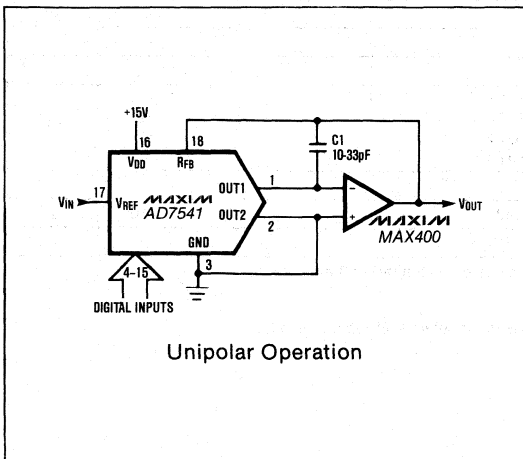 +15V
16
18
VDD
RFB
C1
10-33pF
17
VIN
VREF
MAXIM
AD7541
OUT1
1
OUT2
2
−
+
VOUT
MAXIM
MAX400
GND
3
4-15
DIGITAL INPUTS
Unipolar Operation